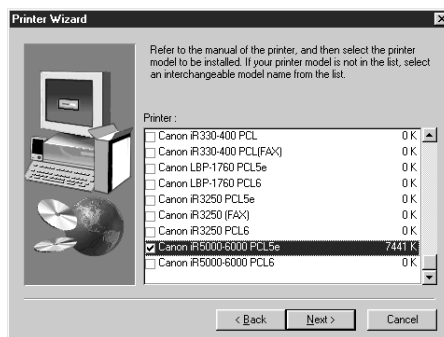 Printer Wizard
Refer to the manual of the printer, and then select the printer
model to be installed. If your printer model is not in the list, select
an interchangeable model name from the list.
Printer :
Canon iR330-400 PCL 0 K
Canon iR330-400 PCL(FAX) 0 K
Canon LBP-1760 PCL5e 0 K
Canon LBP-1760 PCL6 0 K
Canon iR3250 PCL5e 0 K
Canon iR3250 (FAX) 0 K
Canon iR3250 PCL6 0 K
Canon iR5000-6000 PCL5e 7441 K
Canon iR5000-6000 PCL6 0 K
< Back Next > Cancel